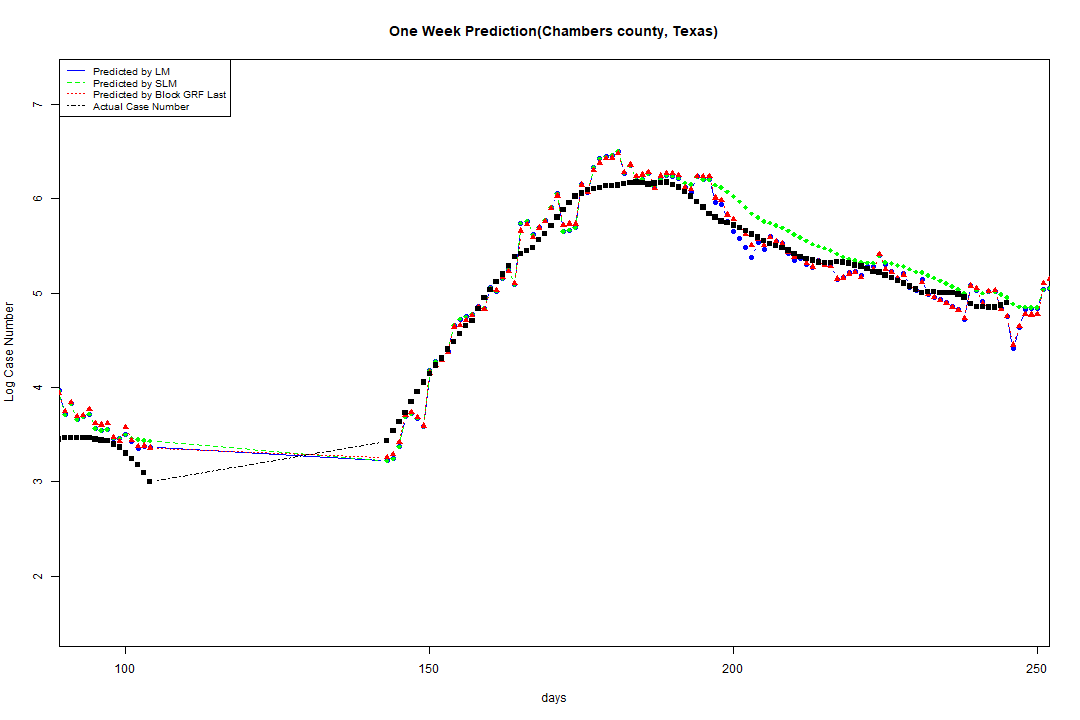 One Week Prediction(Chambers county, Texas)
Predicted by LM
Predicted by SLM
Predicted by Block GRF Last
Actual Case Number
7
6
5
4
3
2
Log Case Number
100 150 200 250
days